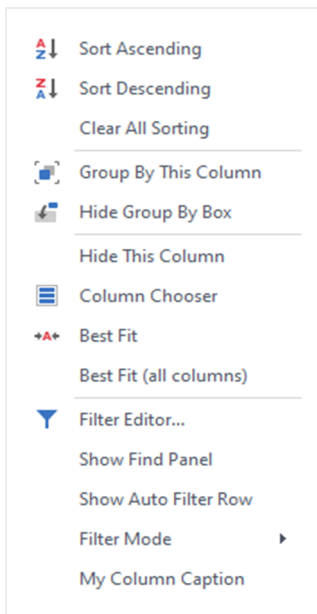 Sort Ascending
Sort Descending
Clear All Sorting
Group By This Column
Hide Group By Box
Hide This Column
Column Chooser
Best Fit
Best Fit (all columns)
Filter Editor...
Show Find Panel
Show Auto Filter Row
Filter Mode
My Column Caption